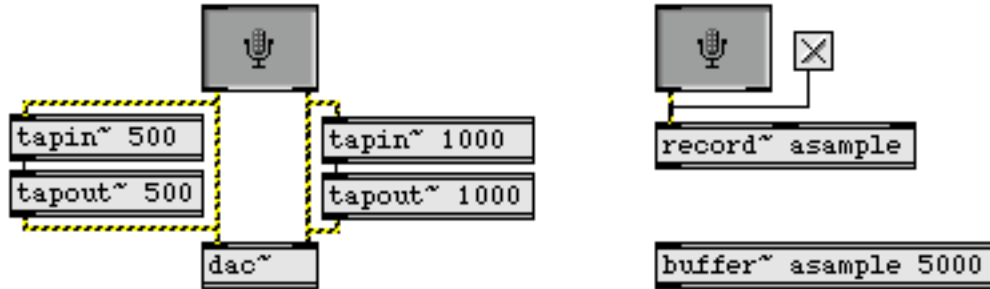 tapin~ 500
tapout~ 500
tapin~ 1000
tapout~ 1000
dac~
record~ asample
buffer~ asample 5000